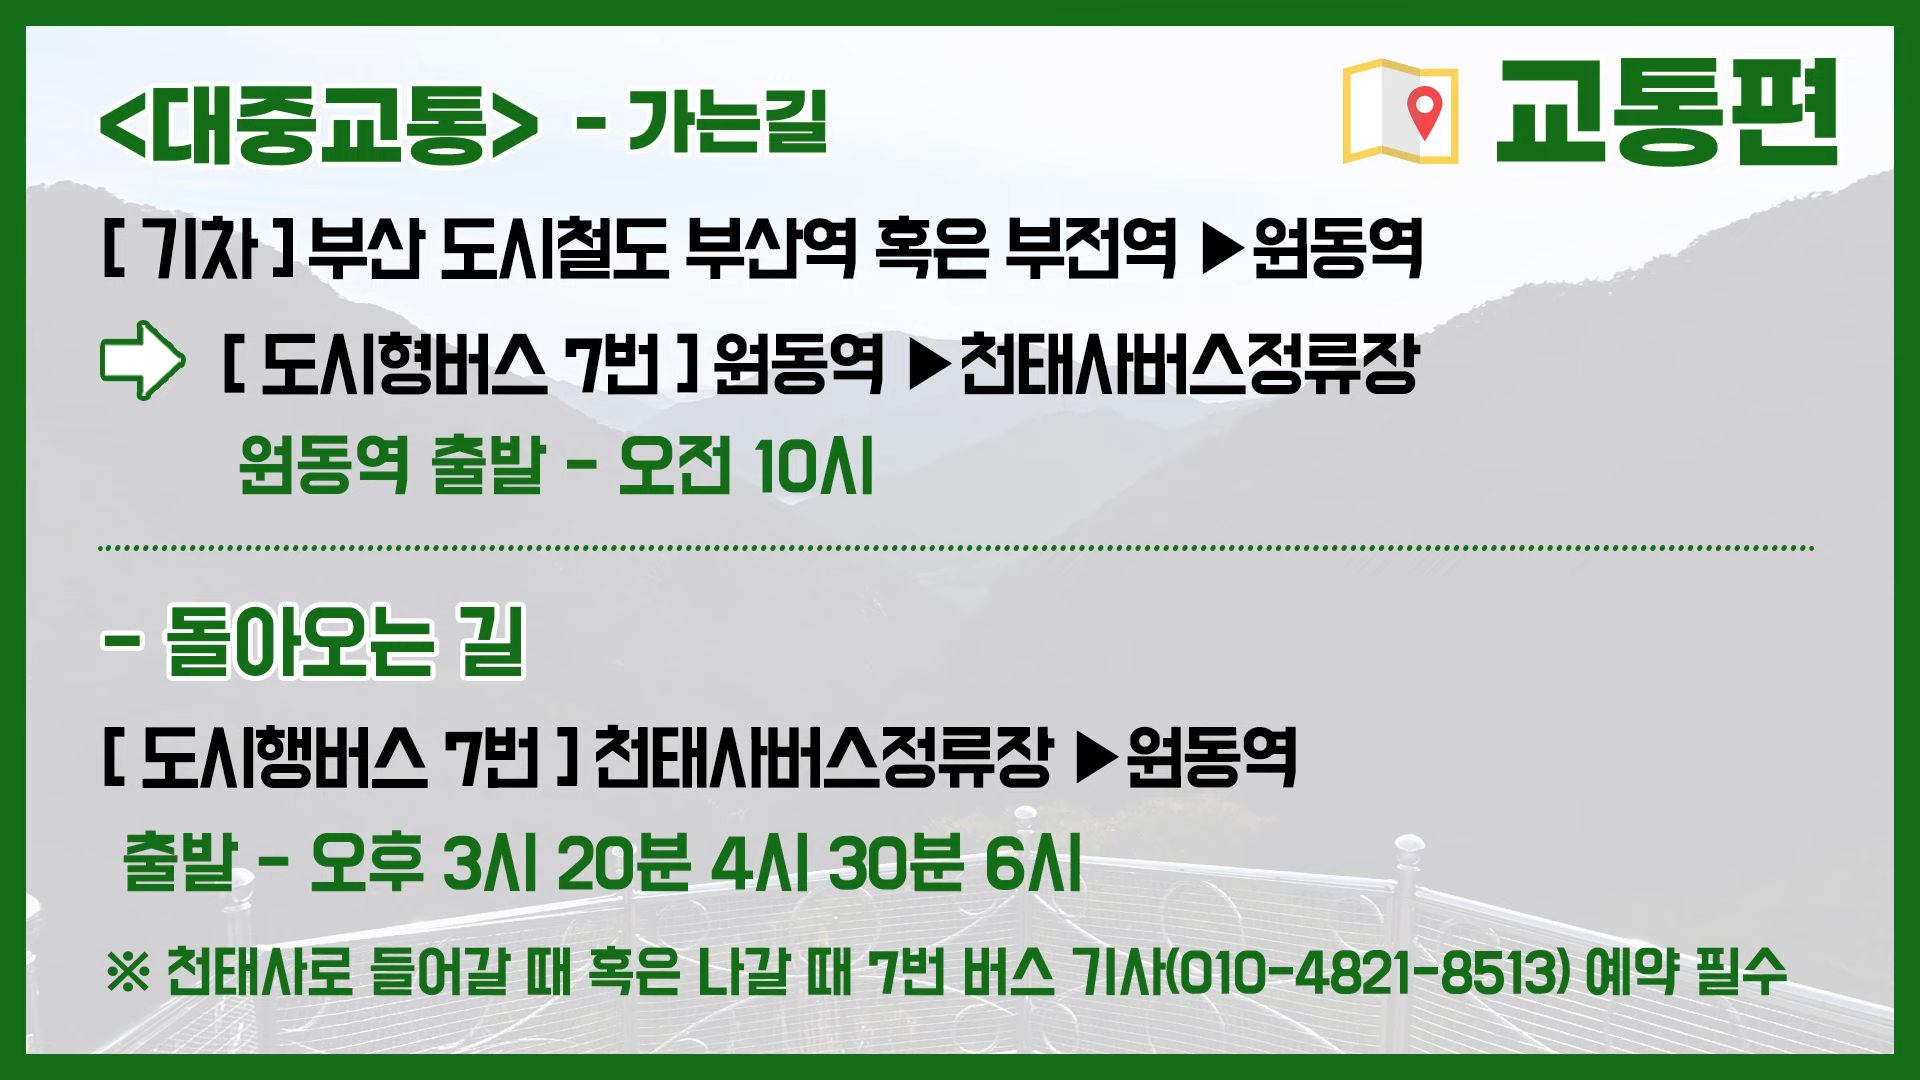 <대중교통> - 가는길
교통편
[ 기차 ] 부산 도시철도 부산역 혹은 부전역 ▶원동역
[ 도시형버스 7번 ] 원동역 ▶천태사버스정류장
원동역 출발 - 오전 10시
- 돌아오는 길
[ 도시행버스 7번 ] 천태사버스정류장 ▶원동역
출발 - 오후 3시 20분 4시 30분 6시
※ 천태사로 들어갈 때 혹은 나갈 때 7번 버스 기사(010-4821-8513) 예약 필수